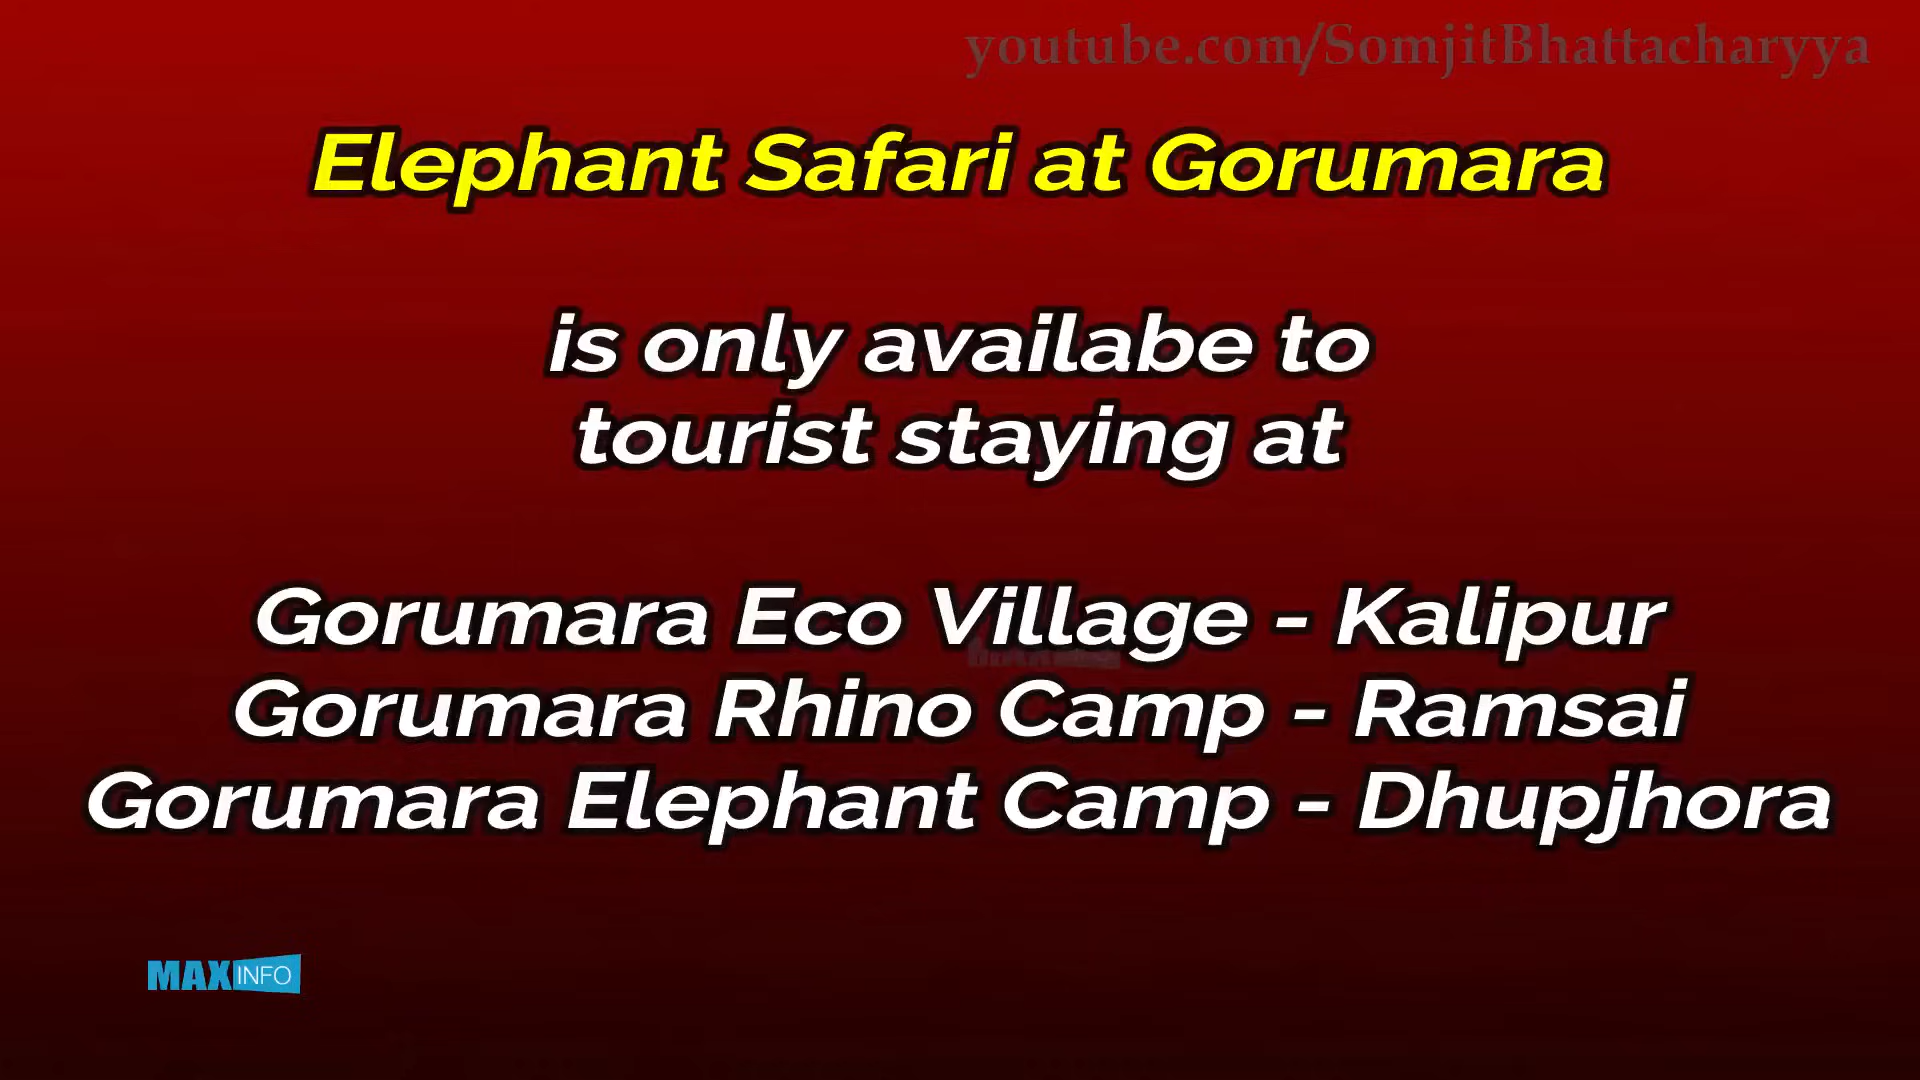 youtube.com/SomjitBhattacharyya
Elephant Safari at Gorumara
is only availabe to
tourist staying at
Gorumara Eco Village - Kalipur
Gorumara Rhino Camp - Ramsai
Gorumara Elephant Camp - Dhupjhora
MAXINFO